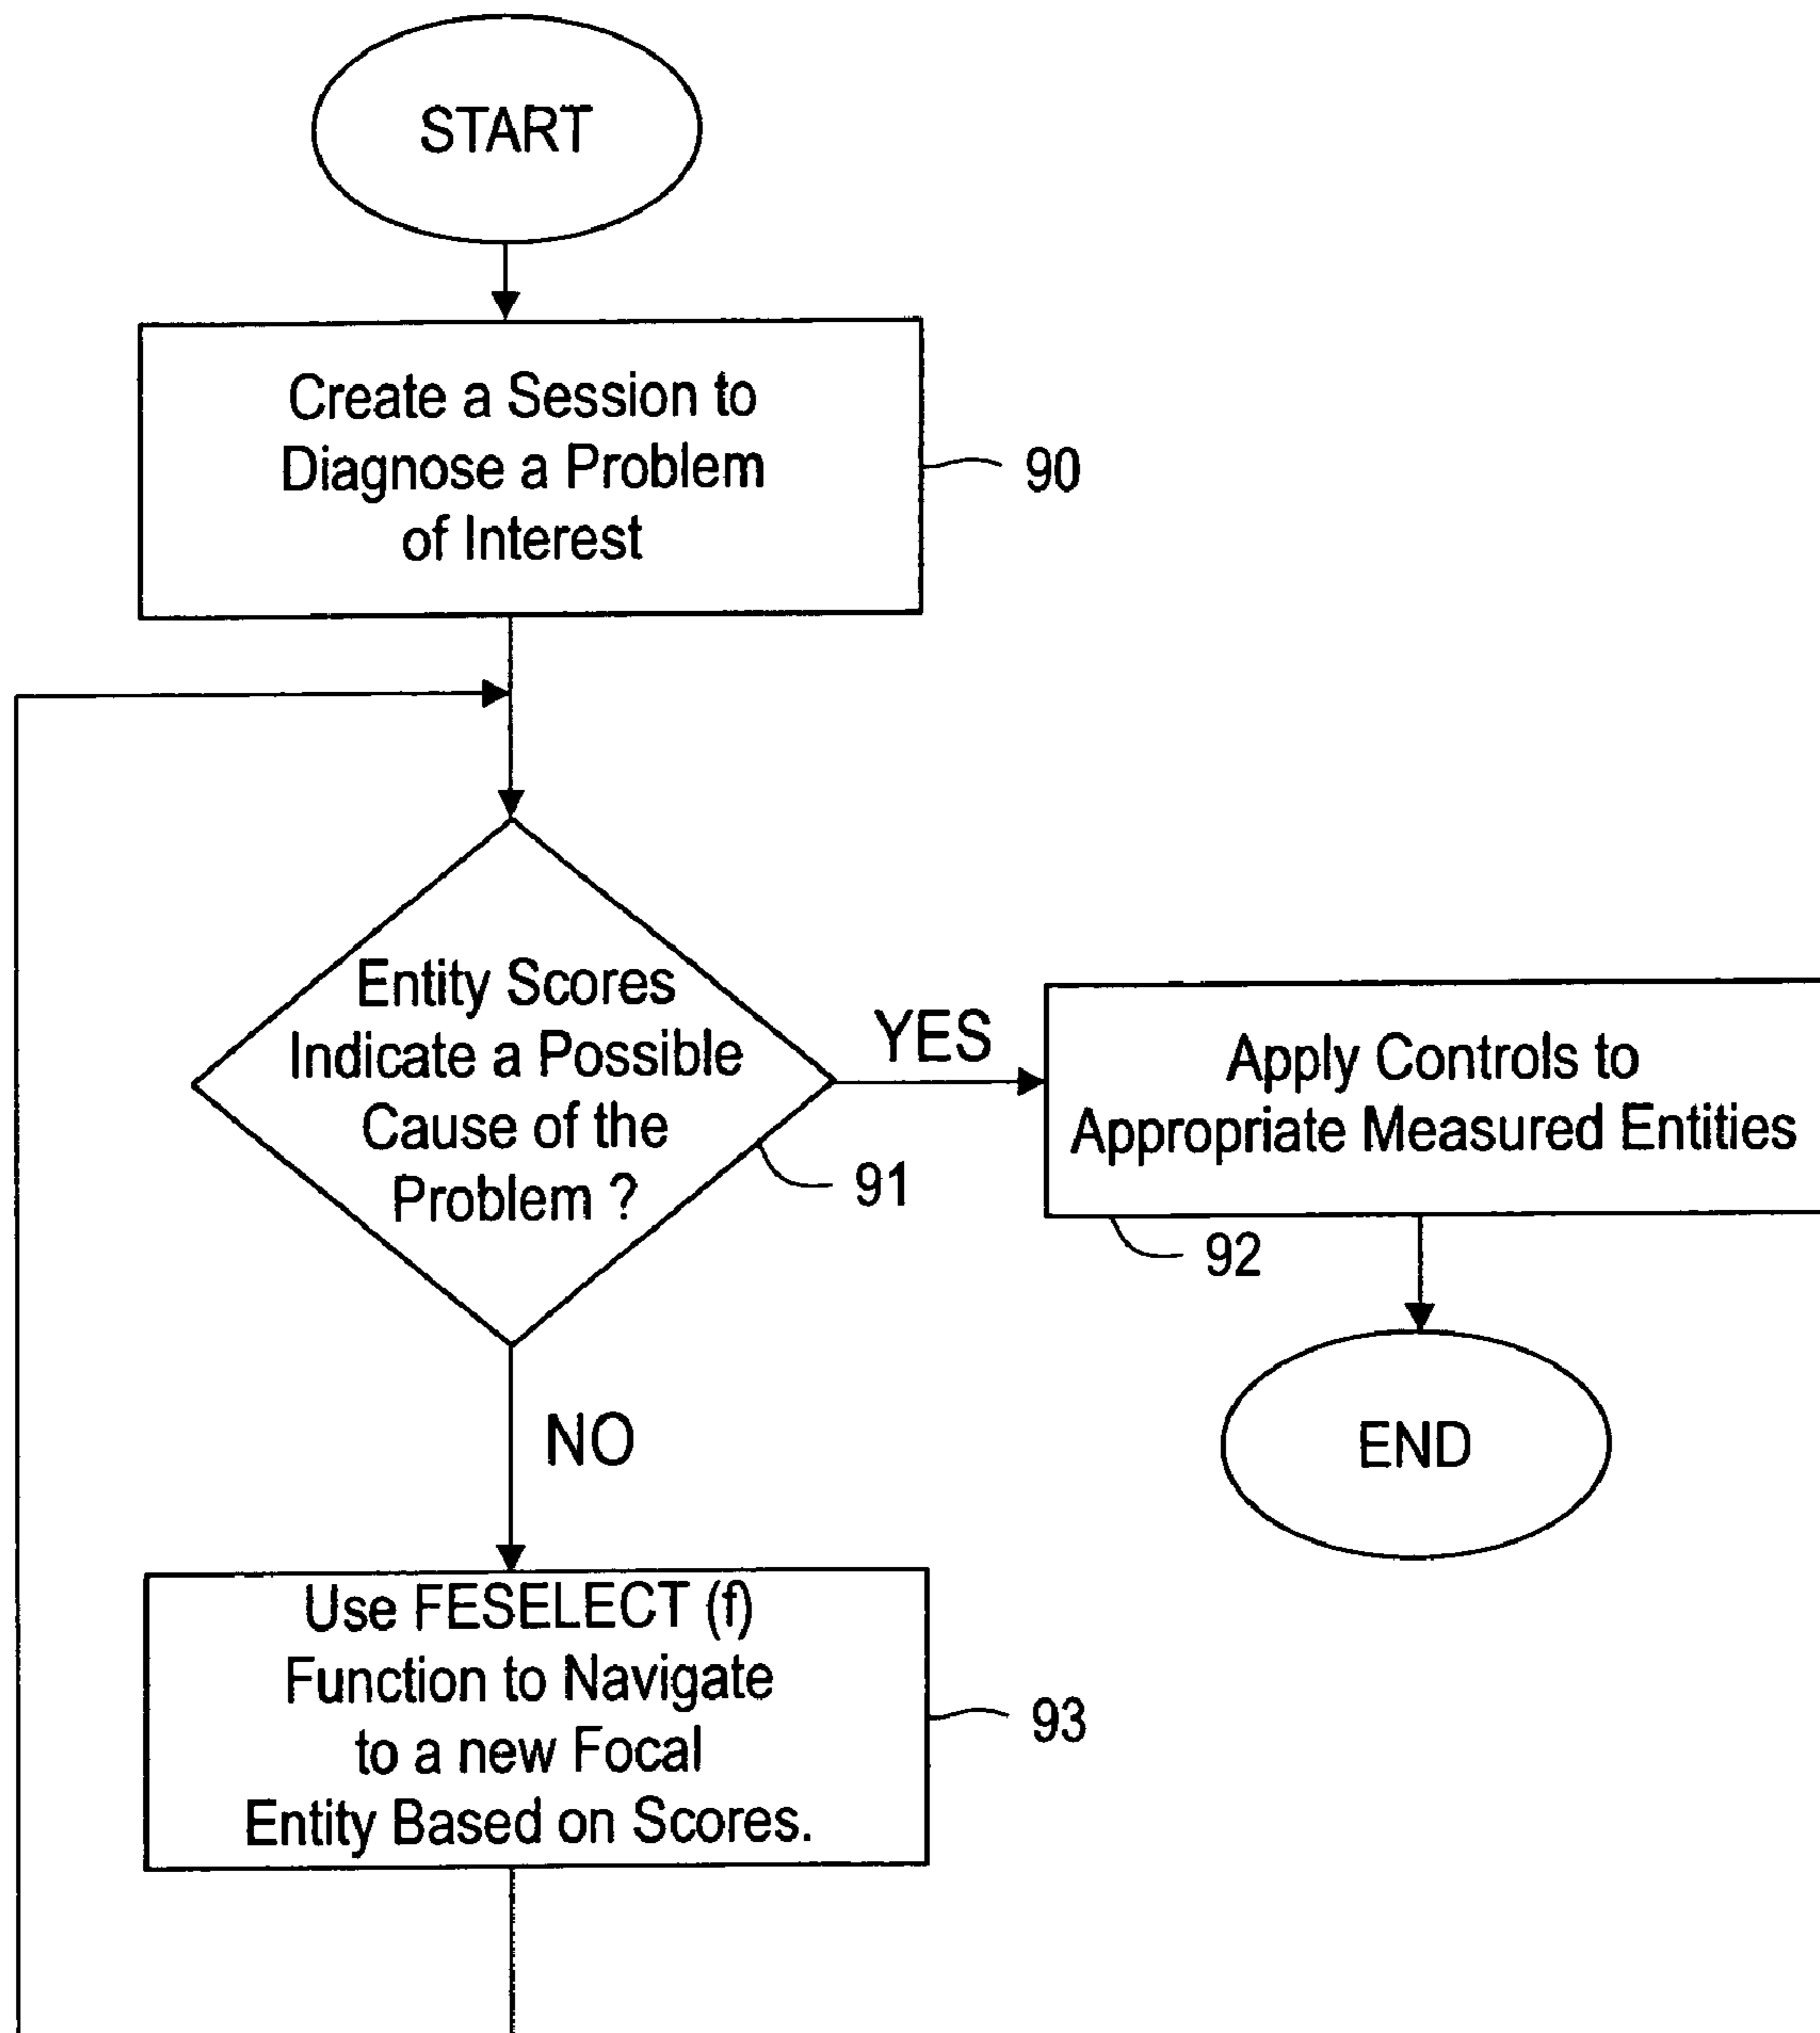 START
Create a Session to
Diagnose a Problem
of Interest
90
Entity Scores
Indicate a Possible
Cause of the
Problem ?
91
YES
Apply Controls to
Appropriate Measured Entities
92
END
NO
Use FESELECT (f)
Function to Navigate
to a new Focal
Entity Based on Scores.
93